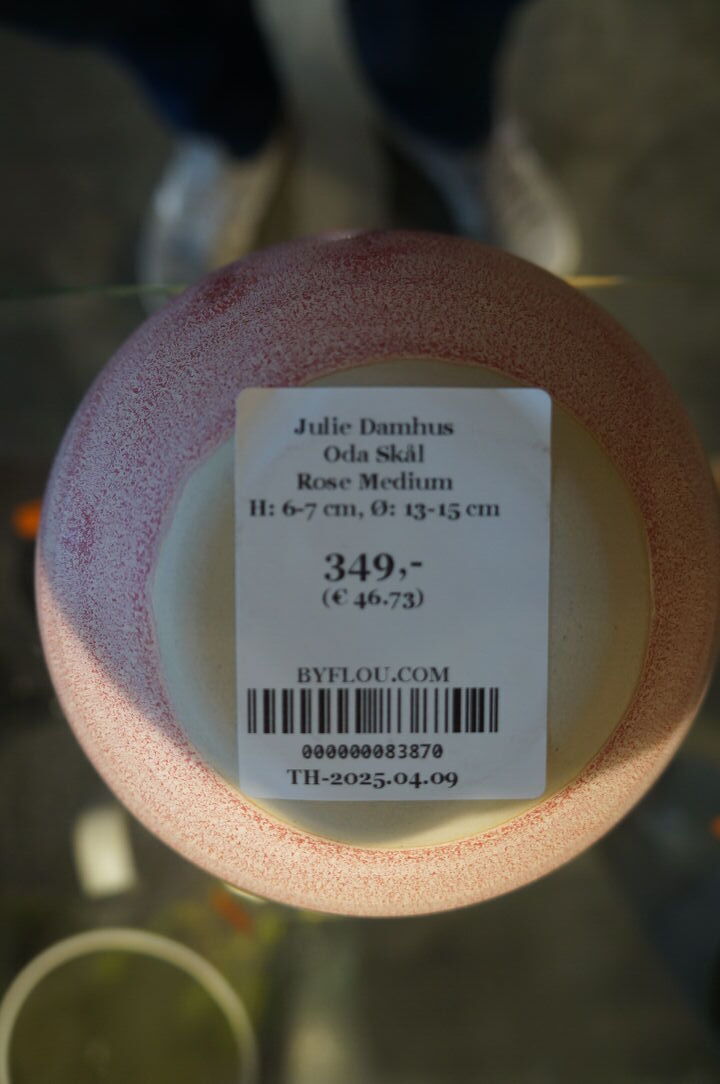 Julie Damhus
Oda Skål
Rose Medium
H: 6-7 cm, Ø: 13-15 cm
349,-
(€ 46.73)
BYFLOU.COM
000000083870
TH-2025.04.09